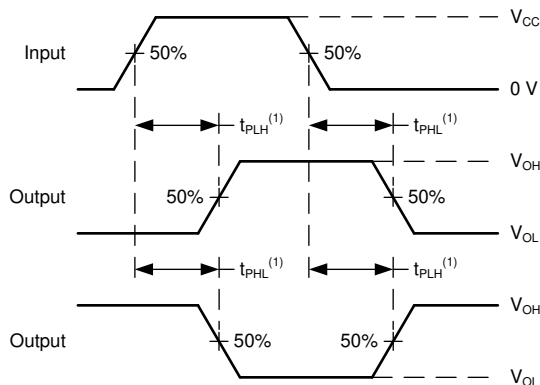 V_CC
Input 50% 50%
0 V
t_PLH^(1) t_PHL^(1)
V_OH
Output 50% 50%
V_OL
t_PHL^(1) t_PLH^(1)
V_OH
Output 50% 50%
V_OL